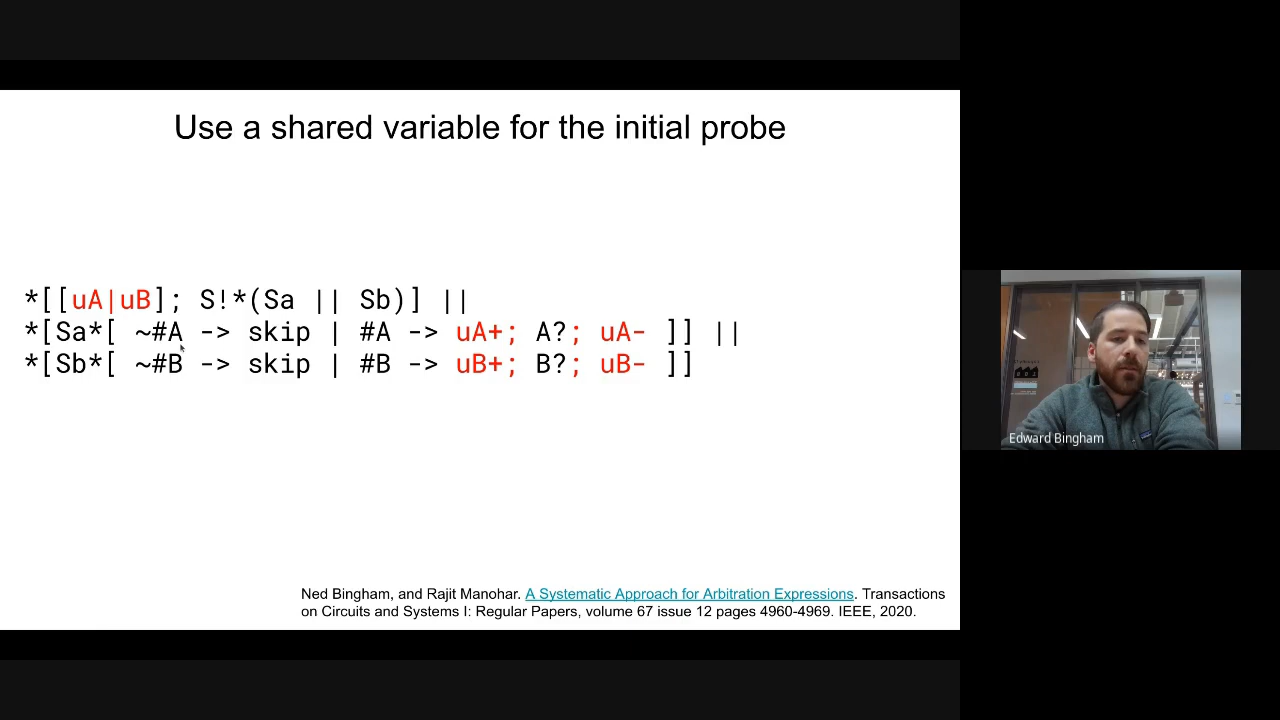 Use a shared variable for the initial probe
*[[uA|uB]; S!*(Sa || Sb)] ||
*[Sa*[ ~#A -> skip | #A -> uA+; A?; uA- ]] ||
*[Sb*[ ~#B -> skip | #B -> uB+; B?; uB- ]]
Ned Bingham, and Rajit Manohar. A Systematic Approach for Arbitration Expressions. Transactions
on Circuits and Systems I: Regular Papers, volume 67 issue 12 pages 4960-4969. IEEE, 2020.
Edward Bingham